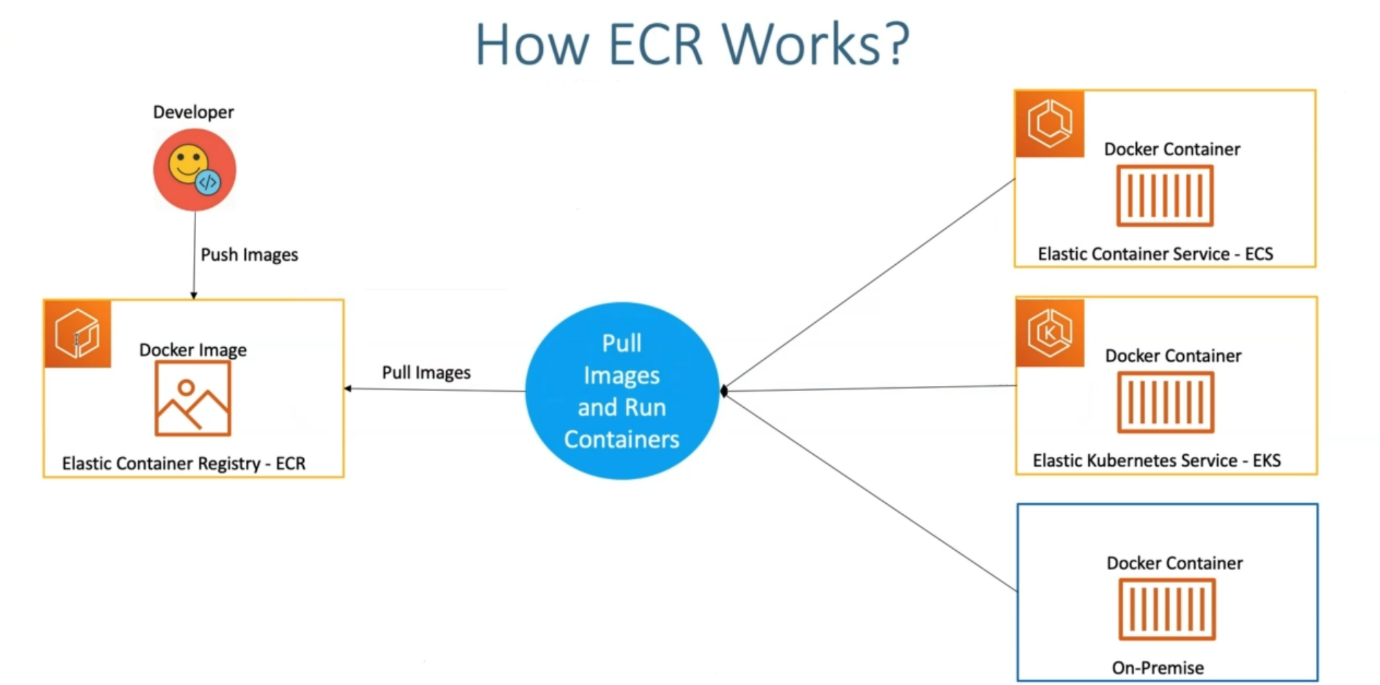 How ECR Works?
Developer
Push Images
Docker Image
Elastic Container Registry - ECR
Pull Images
Pull
Images
and Run
Containers
Docker Container
Elastic Container Service - ECS
K
Docker Container
Elastic Kubernetes Service - EKS
Docker Container
On-Premise